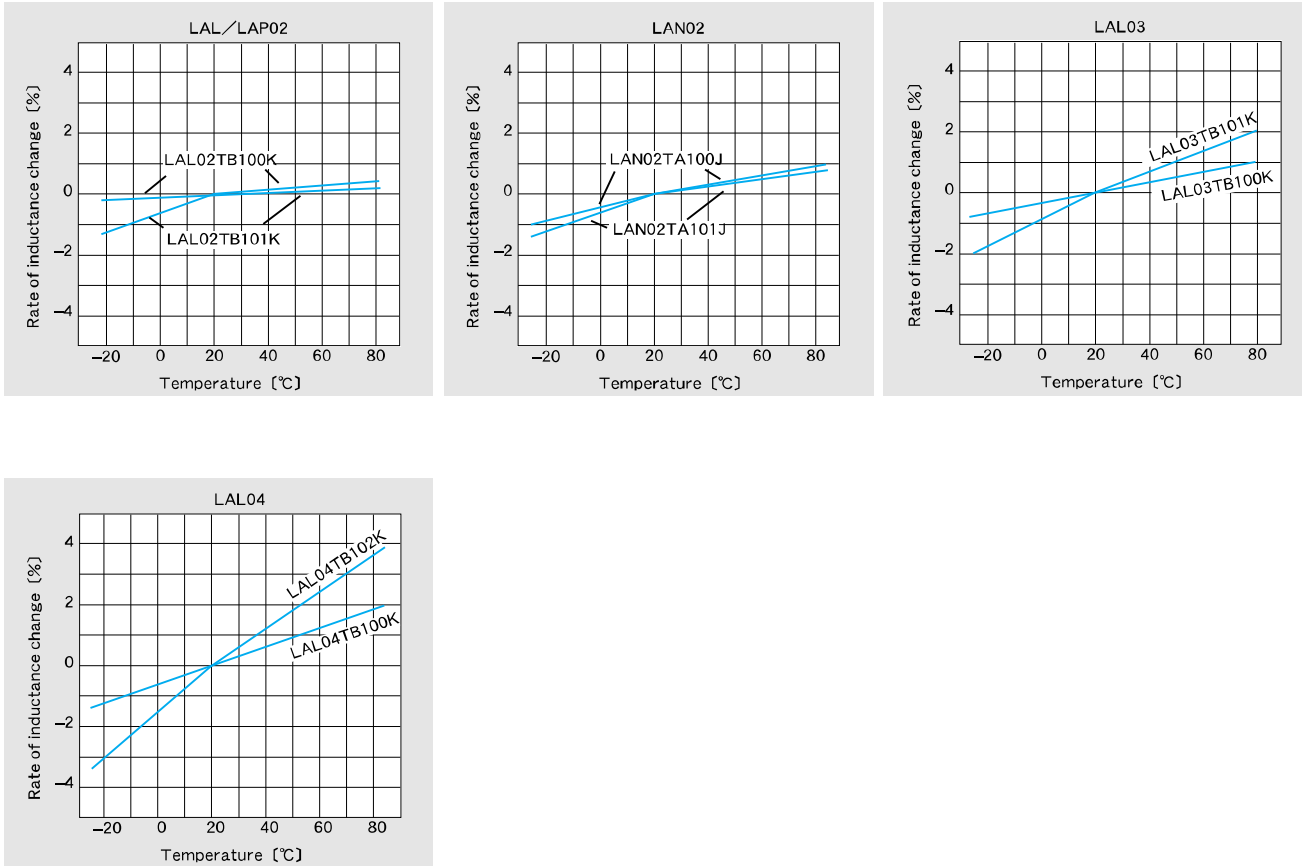 LAL／LAP02
Rate of inductance change [%]
4
2
0
−2
−4
LAL02TB100K
LAL02TB101K
−20 0 20 40 60 80
Temperature [℃]
LAN02
Rate of inductance change [%]
4
2
0
−2
−4
LAN02TA100J
LAN02TA101J
−20 0 20 40 60 80
Temperature [℃]
LAL03
Rate of inductance change [%]
4
2
0
−2
−4
LAL03TB101K
LAL03TB100K
−20 0 20 40 60 80
Temperature [℃]
LAL04
Rate of inductance change [%]
4
2
0
−2
−4
LAL04TB102K
LAL04TB100K
−20 0 20 40 60 80
Temperature [℃]